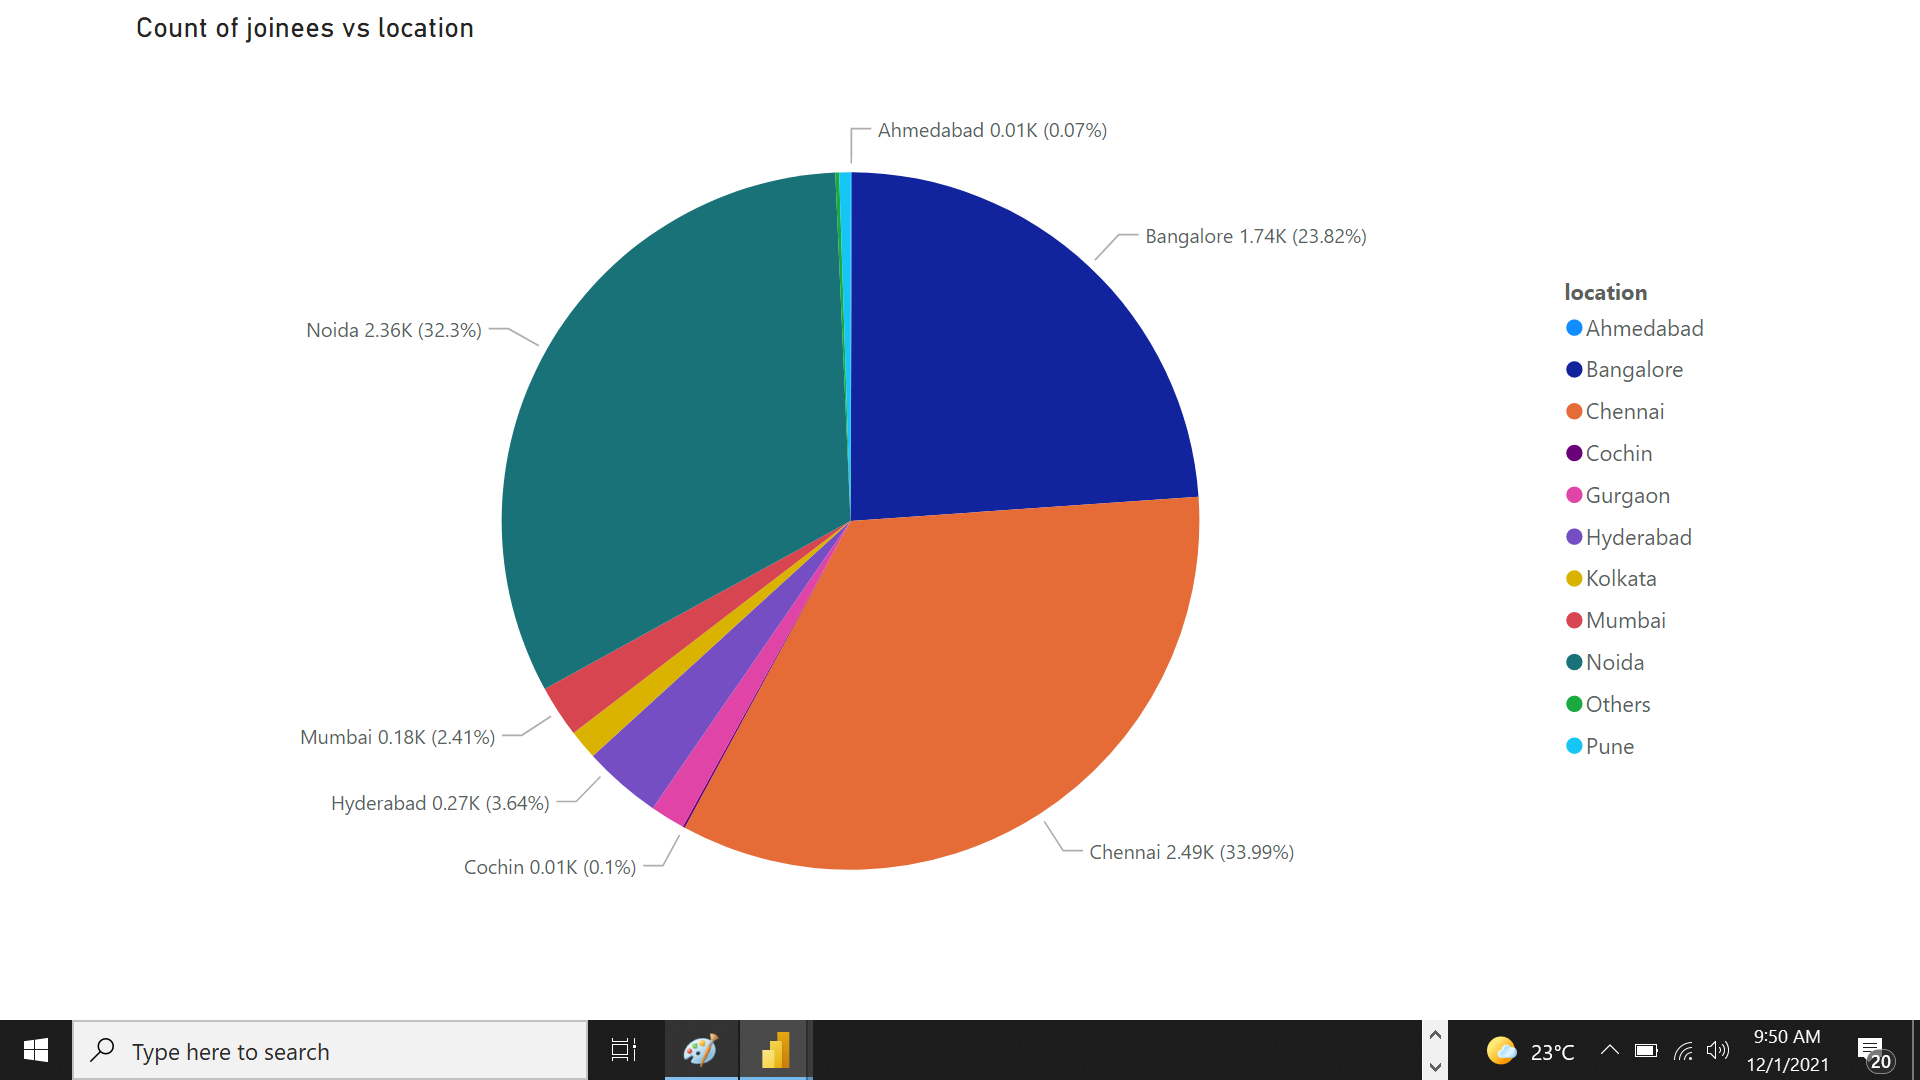 Count of joinees vs location
Ahmedabad 0.01K (0.07%)
Bangalore 1.74K (23.82%)
Noida 2.36K (32.3%)
Mumbai 0.18K (2.41%)
Hyderabad 0.27K (3.64%)
Cochin 0.01K (0.1%)
Chennai 2.49K (33.99%)
location
Ahmedabad
Bangalore
Chennai
Cochin
Gurgaon
Hyderabad
Kolkata
Mumbai
Noida
Others
Pune
Type here to search
23°C
9:50 AM
12/1/2021
20